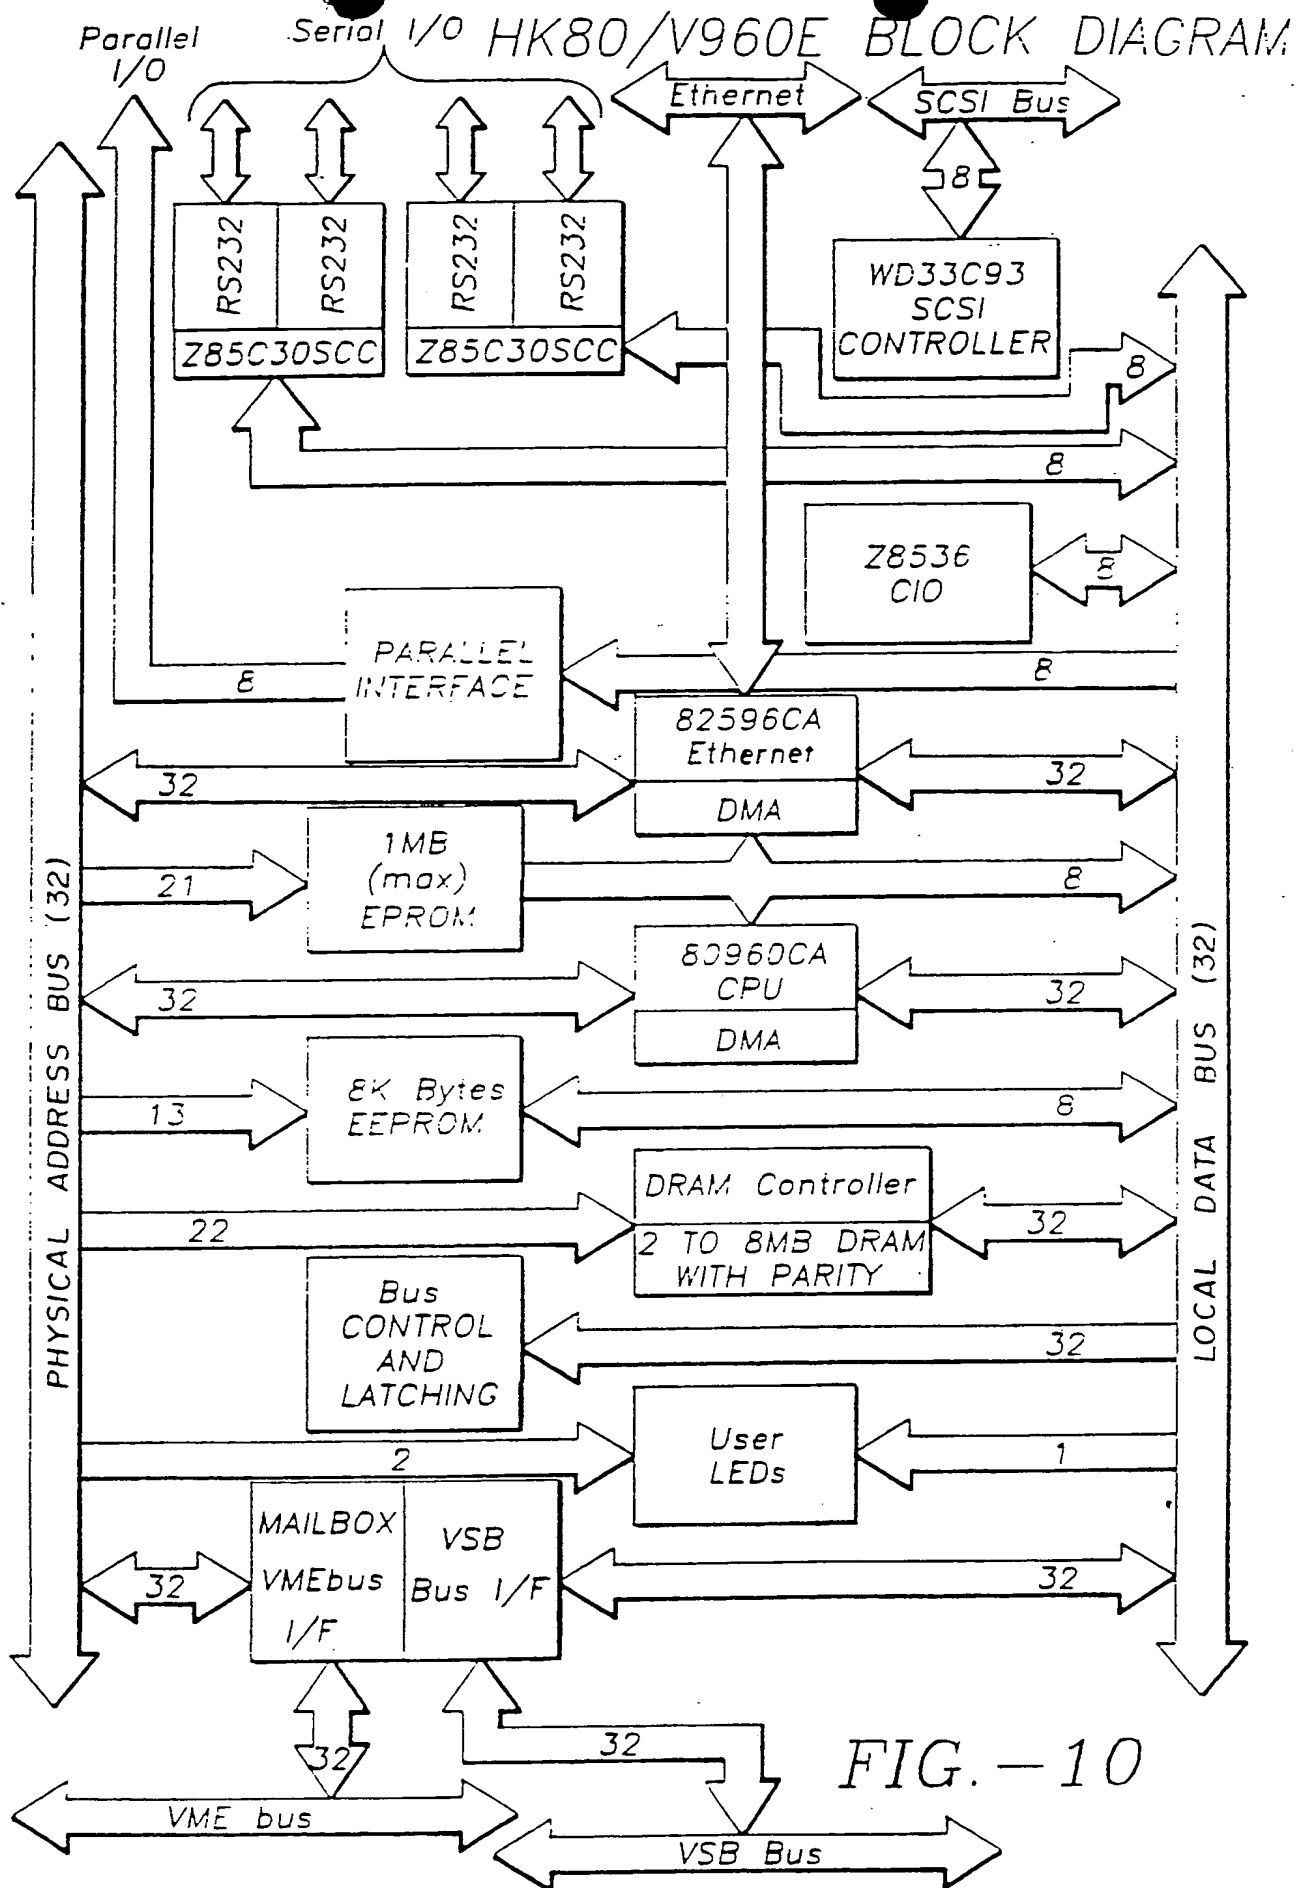 HK80/V960E BLOCK DIAGRAM
Parallel
I/O
Serial I/O
Ethernet
SCSI Bus
8
RS232
RS232
Z85C30SCC
RS232
RS232
Z85C30SCC
WD33C93
SCSI
CONTROLLER
8
8
Z8536
CIO
8
PARALLEL
INTERFACE
8
8
82596CA
Ethernet
DMA
32
32
1MB
(max)
EPROM
21
8
80960CA
CPU
DMA
32
32
8K Bytes
EEPROM
13
8
DRAM Controller
2 TO 8MB DRAM
WITH PARITY
22
32
Bus
CONTROL
AND
LATCHING
32
User
LEDs
2
1
MAILBOX
VMEbus
I/F
VSB
Bus I/F
32
32
PHYSICAL ADDRESS BUS (32)
LOCAL DATA BUS (32)
32
32
VME bus
VSB Bus
FIG.-10